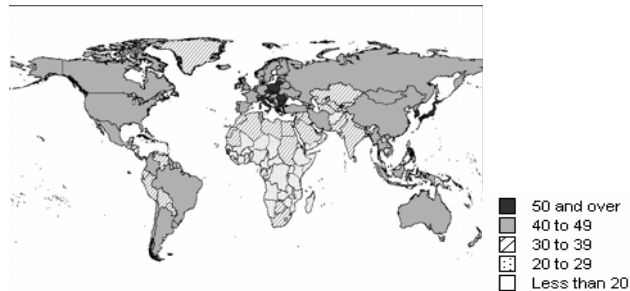 50 and over
40 to 49
30 to 39
20 to 29
Less than 20